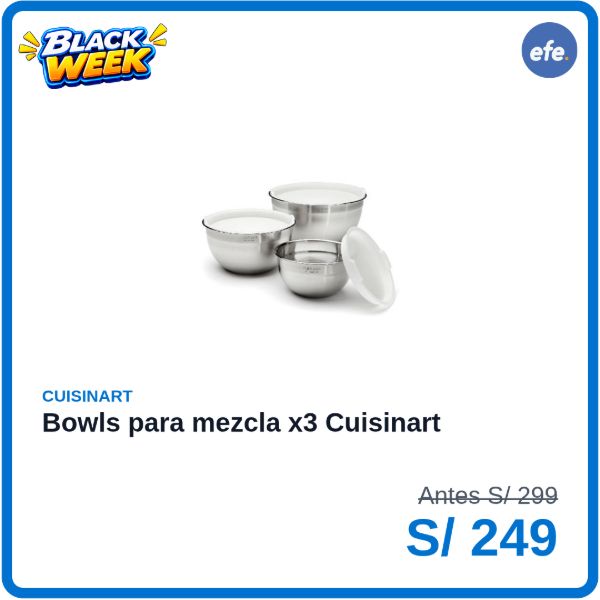 BLACK
WEEK
efe.
CUISINART
Bowls para mezcla x3 Cuisinart
Antes S/ 299
S/ 249